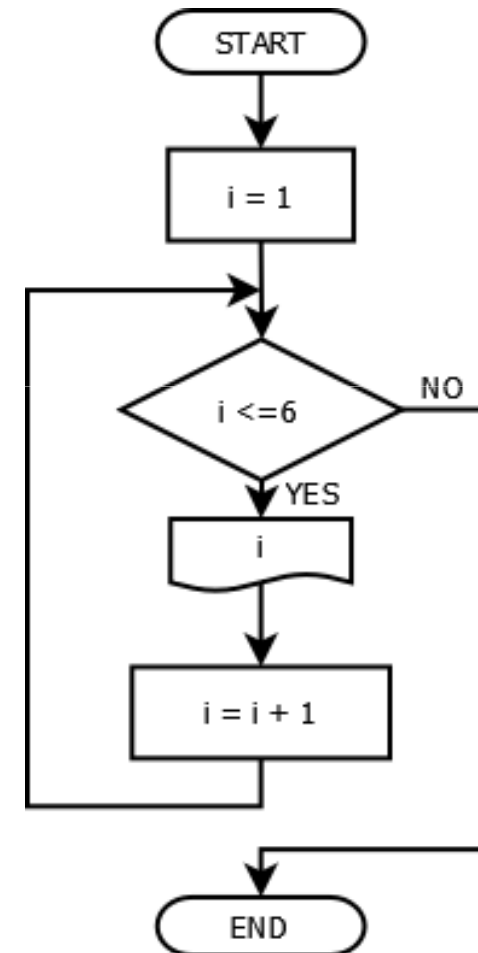 START
i = 1
i <=6
NO
YES
i
i = i + 1
END